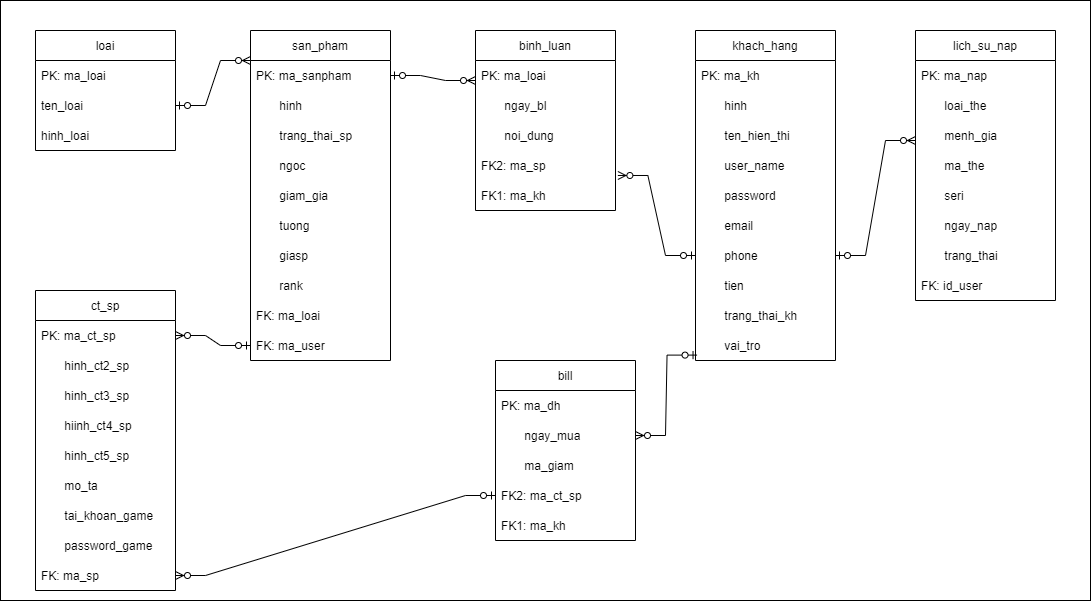 loai
PK: ma_loai
ten_loai
hinh_loai
san_pham
PK: ma_sanpham
hinh
trang_thai_sp
ngoc
giam_gia
tuong
giasp
rank
FK: ma_loai
FK: ma_user
binh_luan
PK: ma_loai
ngay_bl
noi_dung
FK2: ma_sp
FK1: ma_kh
khach_hang
PK: ma_kh
hinh
ten_hien_thi
user_name
password
email
phone
tien
trang_thai_kh
vai_tro
lich_su_nap
PK: ma_nap
loai_the
menh_gia
ma_the
seri
ngay_nap
trang_thai
FK: id_user
ct_sp
PK: ma_ct_sp
hinh_ct2_sp
hinh_ct3_sp
hiinh_ct4_sp
hinh_ct5_sp
mo_ta
tai_khoan_game
password_game
FK: ma_sp
bill
PK: ma_dh
ngay_mua
ma_giam
FK2: ma_ct_sp
FK1: ma_kh